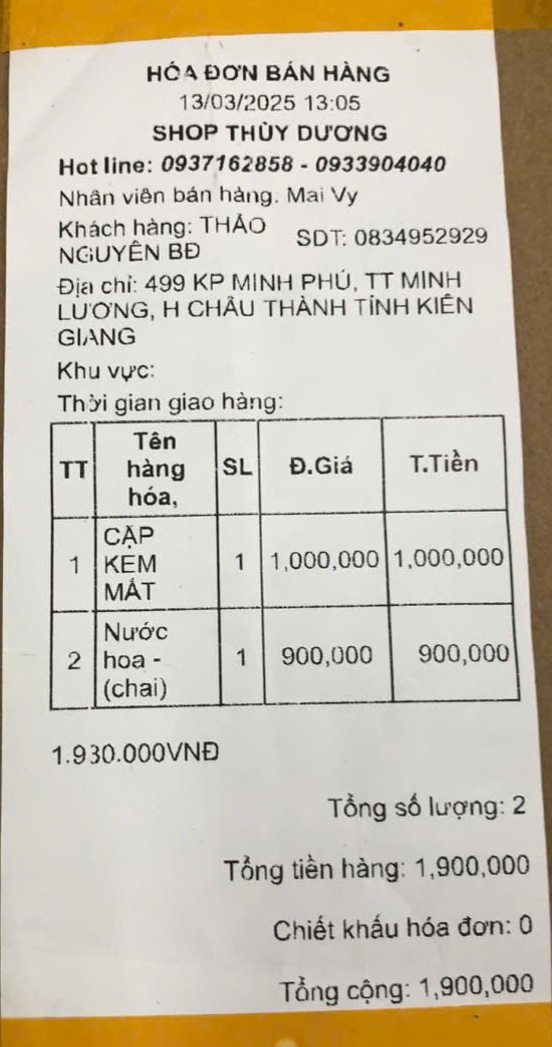 HÓA ĐƠN BÁN HÀNG
13/03/2025 13:05
SHOP THÙY DƯƠNG
Hot line: 0937162858 - 0933904040
Nhân viên bán hàng. Mai Vy
Khách hàng: THẢO NGUYÊN BĐ
SDT: 0834952929
Địa chỉ: 499 KP MINH PHÚ, TT MINH
LƯƠNG, H CHÂU THÀNH TỈNH KIÊN
GIANG
Khu vực:
Thời gian giao hàng:
TT Tên hàng hóa, SL Đ.Giá T.Tiền
1 CẶP KEM MẮT 1 1,000,000 1,000,000
2 Nước hoa - (chai) 1 900,000 900,000
1.930.000VNĐ
Tổng số lượng: 2
Tổng tiền hàng: 1,900,000
Chiết khấu hóa đơn: 0
Tổng cộng: 1,900,000